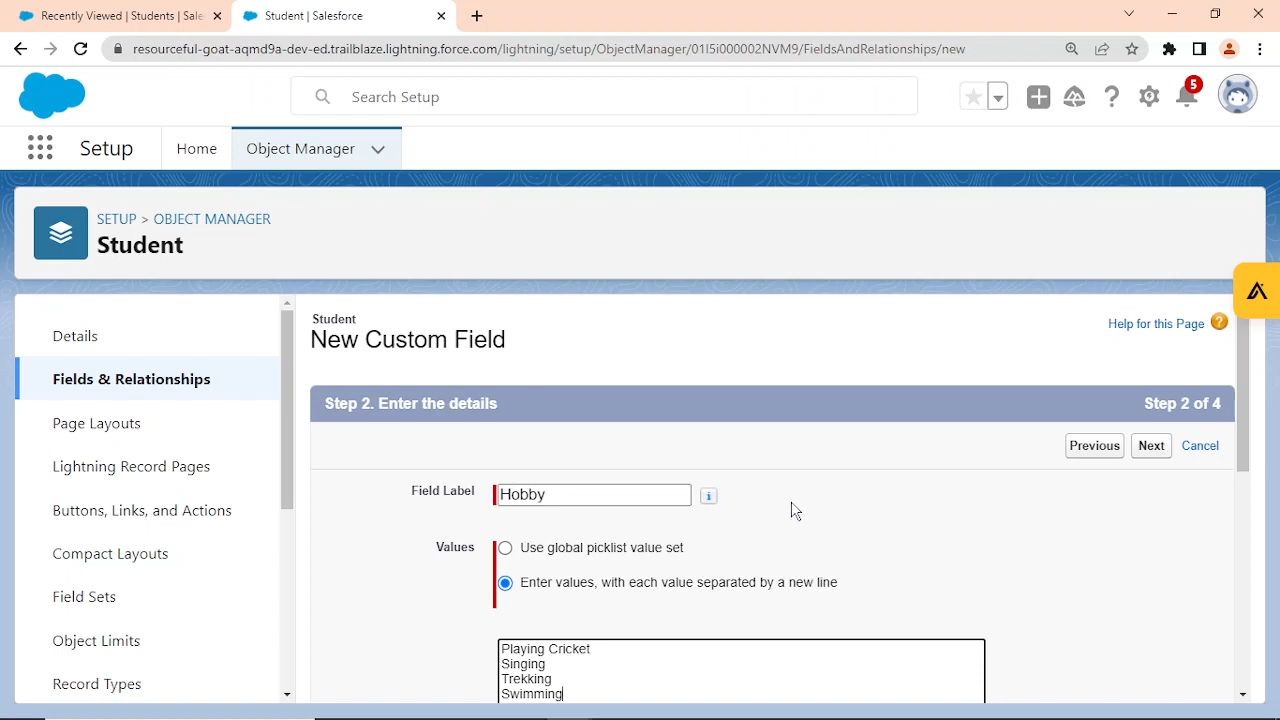 Recently Viewed | Students | Sale
Student | Salesforce
resourceful-goat-aqmd9a-dev-ed.trailblaze.lightning.force.com/lightning/setup/ObjectManager/01I5i000002NVM9/FieldsAndRelationships/new
Search Setup
5
Setup
Home
Object Manager
SETUP > OBJECT MANAGER
Student
Details
Fields & Relationships
Page Layouts
Lightning Record Pages
Buttons, Links, and Actions
Compact Layouts
Field Sets
Object Limits
Record Types
Student
New Custom Field
Help for this Page ?
Step 2. Enter the details
Step 2 of 4
Previous
Next
Cancel
Field Label
Hobby
i
Values
Use global picklist value set
Enter values, with each value separated by a new line
Playing Cricket
Singing
Trekking
Swimming